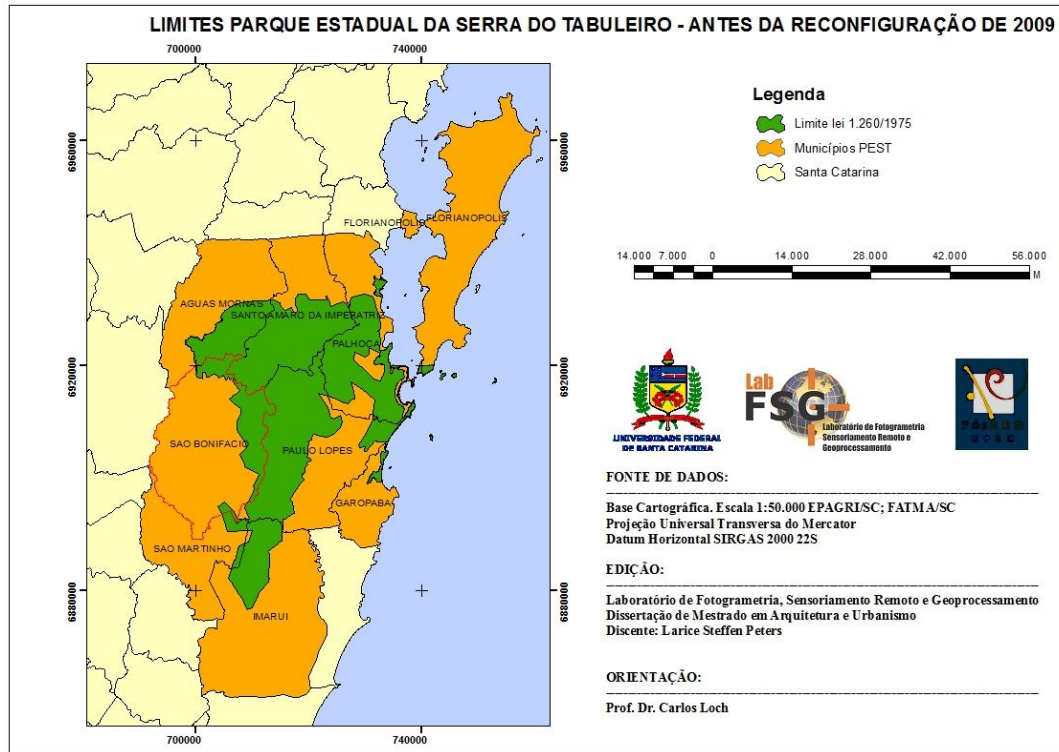 LIMITES PARQUE ESTADUAL DA SERRA DO TABULEIRO - ANTES DA RECONFIGURAÇÃO DE 2009
700000 740000
6960000 6960000
FLORIANOPOLIS FLORIANOPOLIS
AGUAS MORNAS
SANTO AMARO DA IMPERATRIZ
PALHOÇA
6920000 6920000
SAO BONIFACIO PAULO LOPES
GAROPABA
SAO MARTINHO
6880000 6880000
IMARUI
700000 740000
Legenda
Limite lei 1.260/1975
Municípios PEST
Santa Catarina
14.000 7.000 0 14.000 28.000 42.000 56.000
M
UNIVERSIDADE FEDERAL
DE SANTA CATARINA
Lab
FSG
Laboratório de Fotogrametria
Sensoriamento Remoto e
Geoprocessamento
FONTE DE DADOS:
Base Cartográfica. Escala 1:50.000 EPAGRI/SC; FATMA/SC
Projeção Universal Transversa do Mercator
Datum Horizontal SIRGAS 2000 22S
EDIÇÃO:
Laboratório de Fotogrametria, Sensoriamento Remoto e Geoprocessamento
Dissertação de Mestrado em Arquitetura e Urbanismo
Discente: Larice Steffen Peters
ORIENTAÇÃO:
Prof. Dr. Carlos Loch